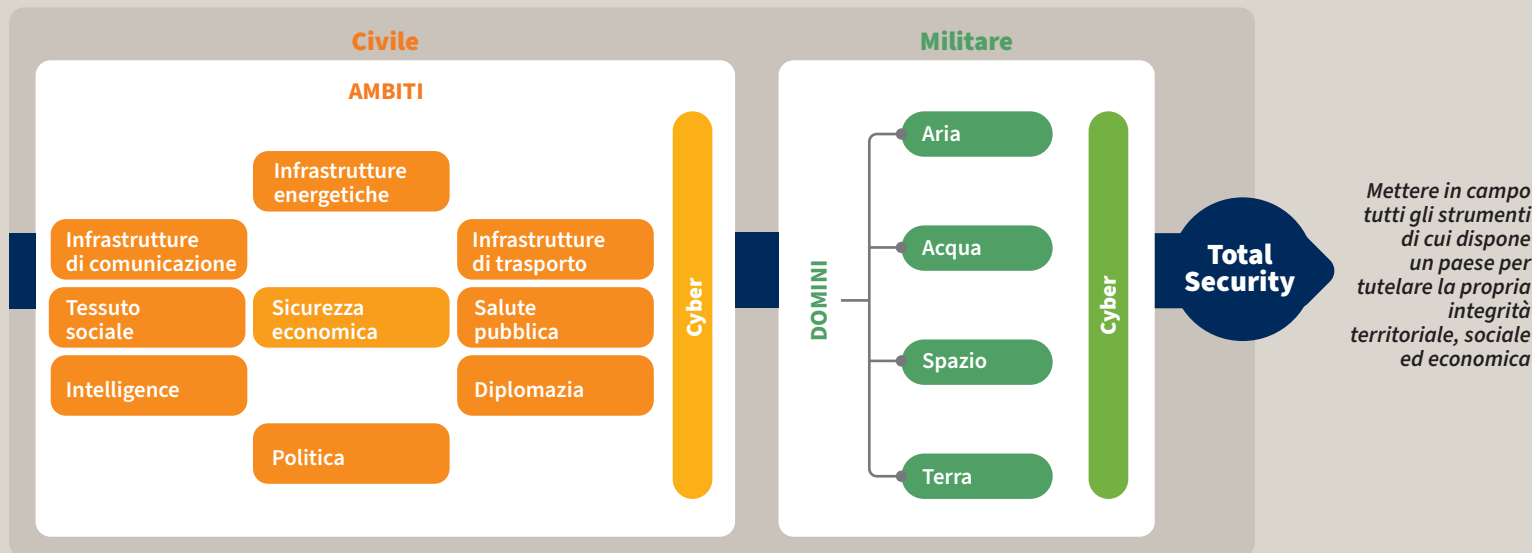 Civile
AMBITI
Infrastrutture
energetiche
Infrastrutture
di comunicazione
Infrastrutture
di trasporto
Tessuto
sociale
Sicurezza
economica
Salute
pubblica
Intelligence
Diplomazia
Politica
Cyber
Militare
DOMINI
Aria
Acqua
Spazio
Terra
Cyber
Total
Security
Mettere in campo
tutti gli strumenti
di cui dispone
un paese per
tutelare la propria
integrità
territoriale, sociale
ed economica